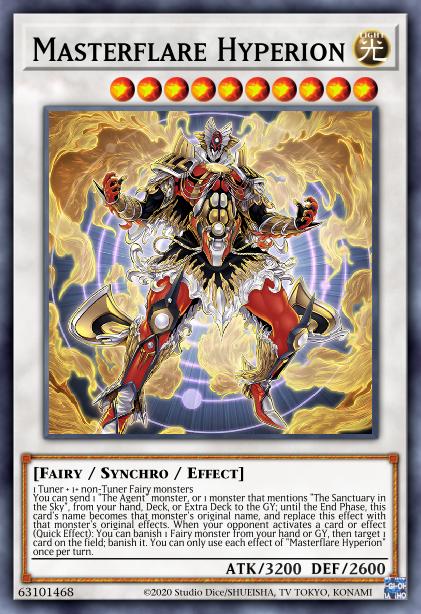 MASTERFLARE HYPERION
LIGHT
光
[FAIRY / SYNCHRO / EFFECT]
1 Tuner + 1+ non-Tuner Fairy monsters
You can send 1 "The Agent" monster, or 1 monster that mentions "The Sanctuary in
the Sky", from your hand, Deck, or Extra Deck to the GY; until the End Phase, this
card's name becomes that monster's original name, and replace this effect with
that monster's original effects. When your opponent activates a card or effect
(Quick Effect): You can banish 1 Fairy monster from your hand or GY, then target 1
card on the field; banish it. You can only use each effect of "Masterflare Hyperion"
once per turn.
ATK/3200 DEF/2600
63101468
©2020 Studio Dice/SHUEISHA, TV TOKYO, KONAMI